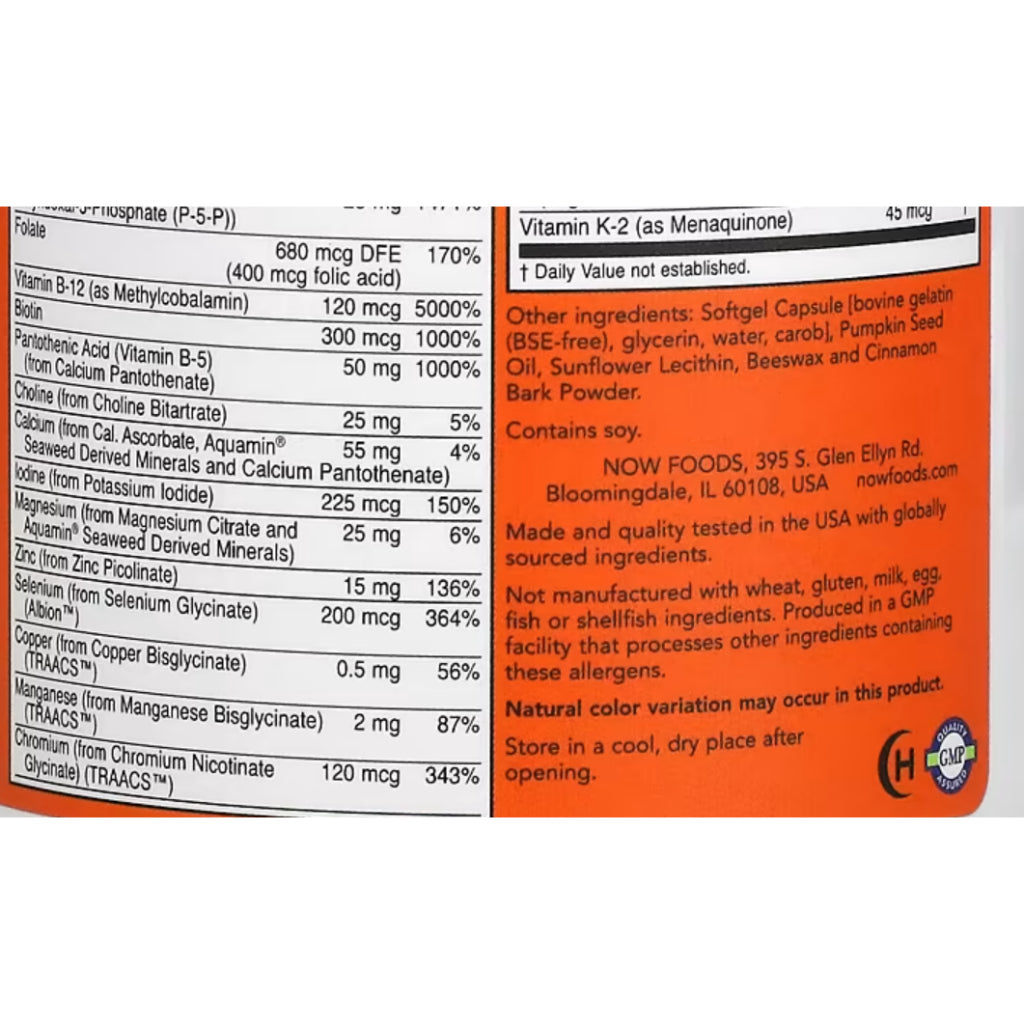 5-Phosphate (P-5-P))
Folate
680 mcg DFE 170%
(400 mcg folic acid)
Vitamin B-12 (as Methylcobalamin) 120 mcg 5000%
Biotin 300 mcg 1000%
Pantothenic Acid (Vitamin B-5) 50 mg 1000%
(from Calcium Pantothenate)
Choline (from Choline Bitartrate) 25 mg 5%
Calcium (from Cal. Ascorbate, Aquamin® 55 mg 4%
Seaweed Derived Minerals and Calcium Pantothenate)
Iodine (from Potassium Iodide) 225 mcg 150%
Magnesium (from Magnesium Citrate and 25 mg 6%
Aquamin® Seaweed Derived Minerals)
Zinc (from Zinc Picolinate) 15 mg 136%
Selenium (from Selenium Glycinate) 200 mcg 364%
(Albion™)
Copper (from Copper Bisglycinate) 0.5 mg 56%
(TRAACS™)
Manganese (from Manganese Bisglycinate) 2 mg 87%
(TRAACS™)
Chromium (from Chromium Nicotinate 120 mcg 343%
Glycinate) (TRAACS™)
Vitamin K-2 (as Menaquinone) 45 mcg †
† Daily Value not established.
Other ingredients: Softgel Capsule [bovine gelatin
(BSE-free), glycerin, water, carob], Pumpkin Seed
Oil, Sunflower Lecithin, Beeswax and Cinnamon
Bark Powder.
Contains soy.
NOW FOODS, 395 S. Glen Ellyn Rd.
Bloomingdale, IL 60108, USA nowfoods.com
Made and quality tested in the USA with globally
sourced ingredients.
Not manufactured with wheat, gluten, milk, egg,
fish or shellfish ingredients. Produced in a GMP
facility that processes other ingredients containing
these allergens.
Natural color variation may occur in this product.
Store in a cool, dry place after
opening.
H
QUALITY
GMP
ASSURED